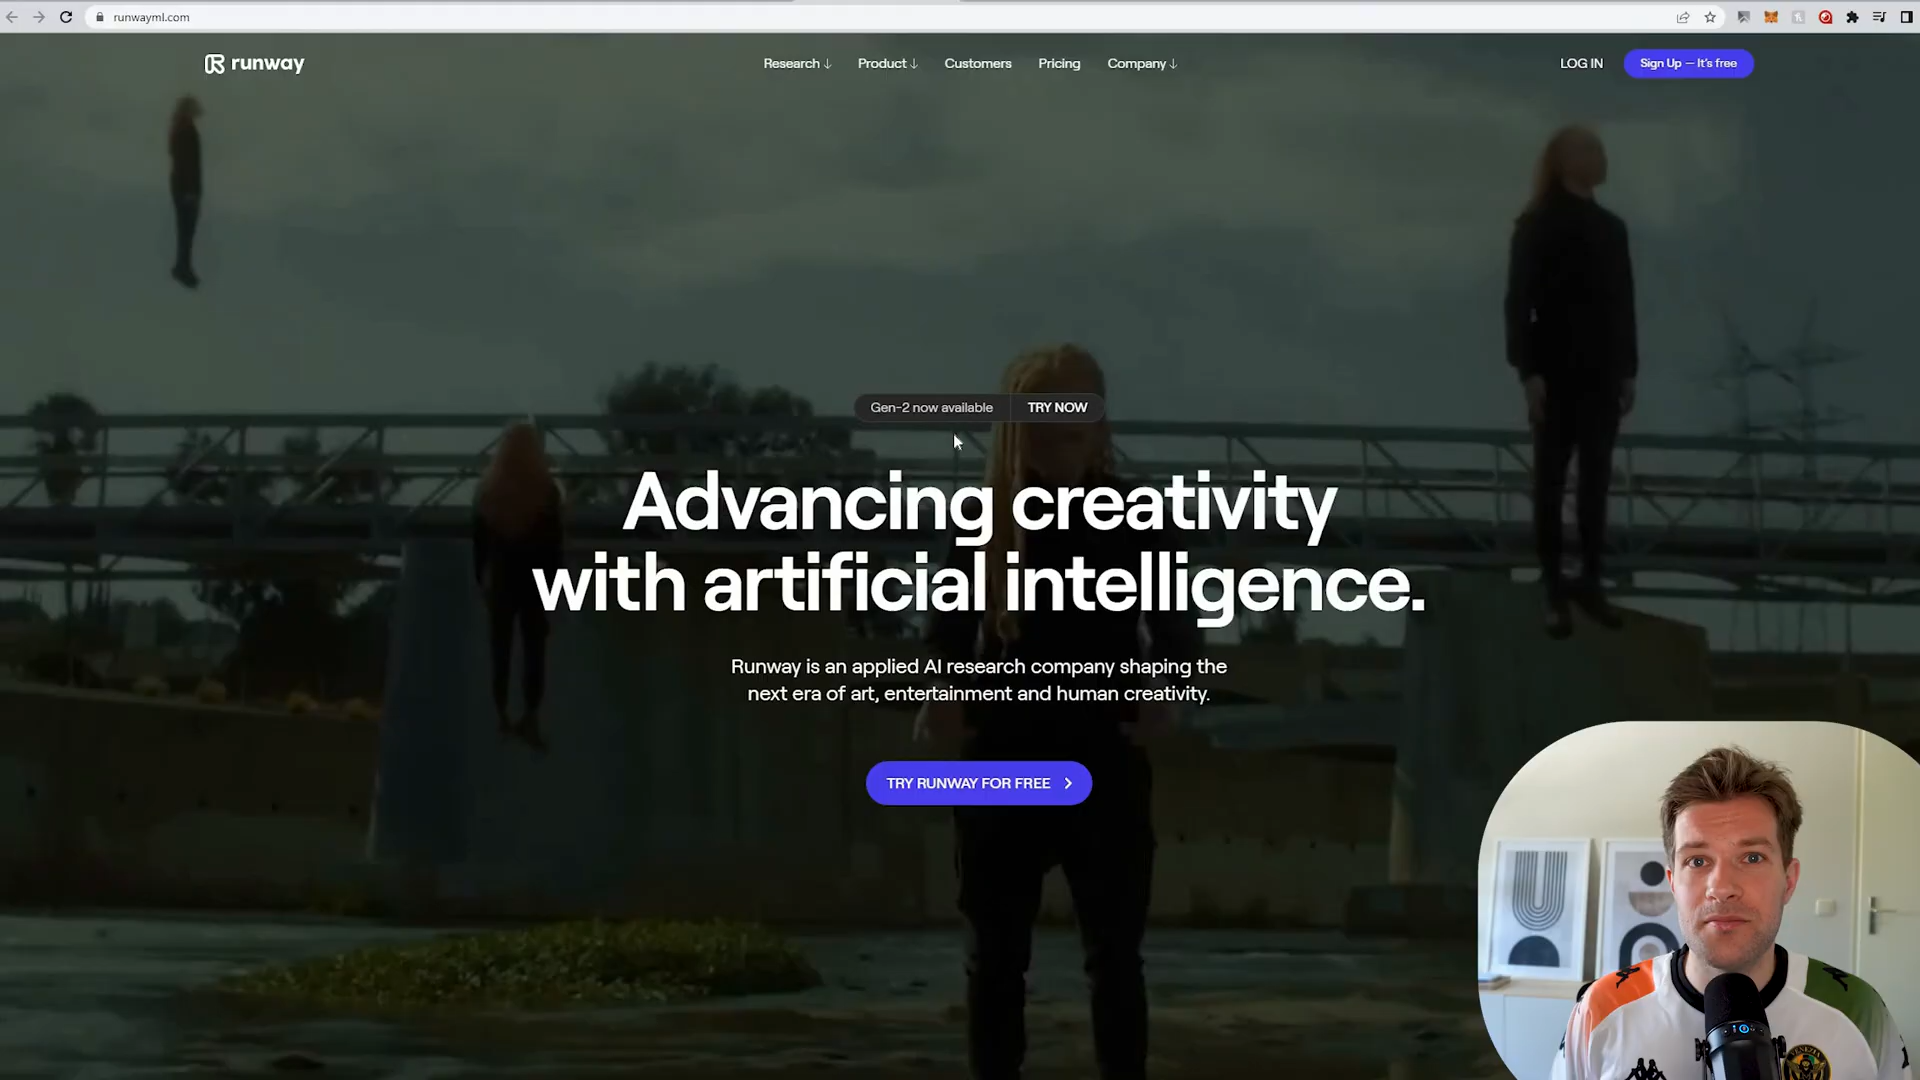 runwayml.com
runway
Research ↓ Product ↓ Customers Pricing Company ↓
LOG IN
Sign Up — It's free
Gen-2 now available TRY NOW
Advancing creativity
with artificial intelligence.
Runway is an applied AI research company shaping the
next era of art, entertainment and human creativity.
TRY RUNWAY FOR FREE
VENEZIA